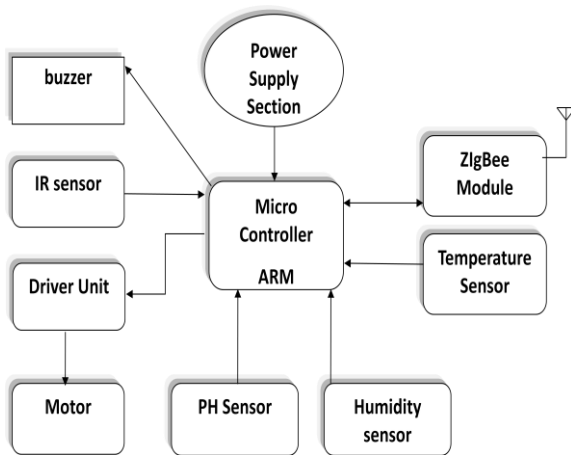 Power
Supply
Section
buzzer
ZIgBee
Module
IR sensor
Micro
Controller
ARM
Temperature
Sensor
Driver Unit
Motor
PH Sensor
Humidity
sensor